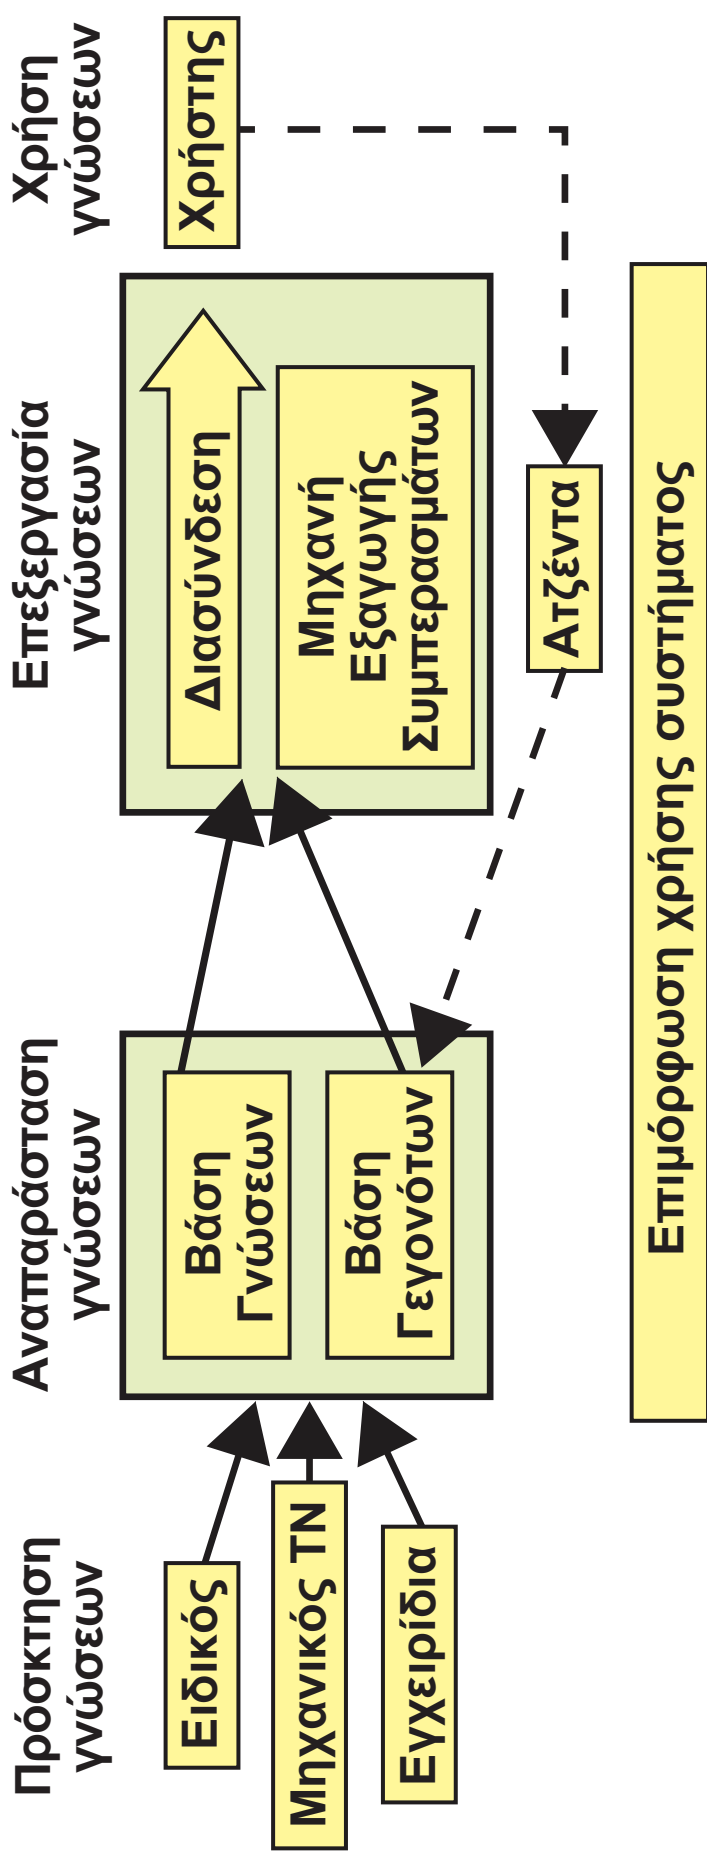 Πρόσκτηση
γνώσεων
Αναπαράσταση
γνώσεων
Επεξεργασία
γνώσεων
Χρήση
γνώσεων
Ειδικός
Μηχανικός ΤΝ
Εγχειρίδια
Βάση
Γνώσεων
Βάση
Γεγονότων
Διασύνδεση
Μηχανή
Εξαγωγής
Συμπερασμάτων
Χρήστης
Ατζέντα
Επιμόρφωση χρήσης συστήματος